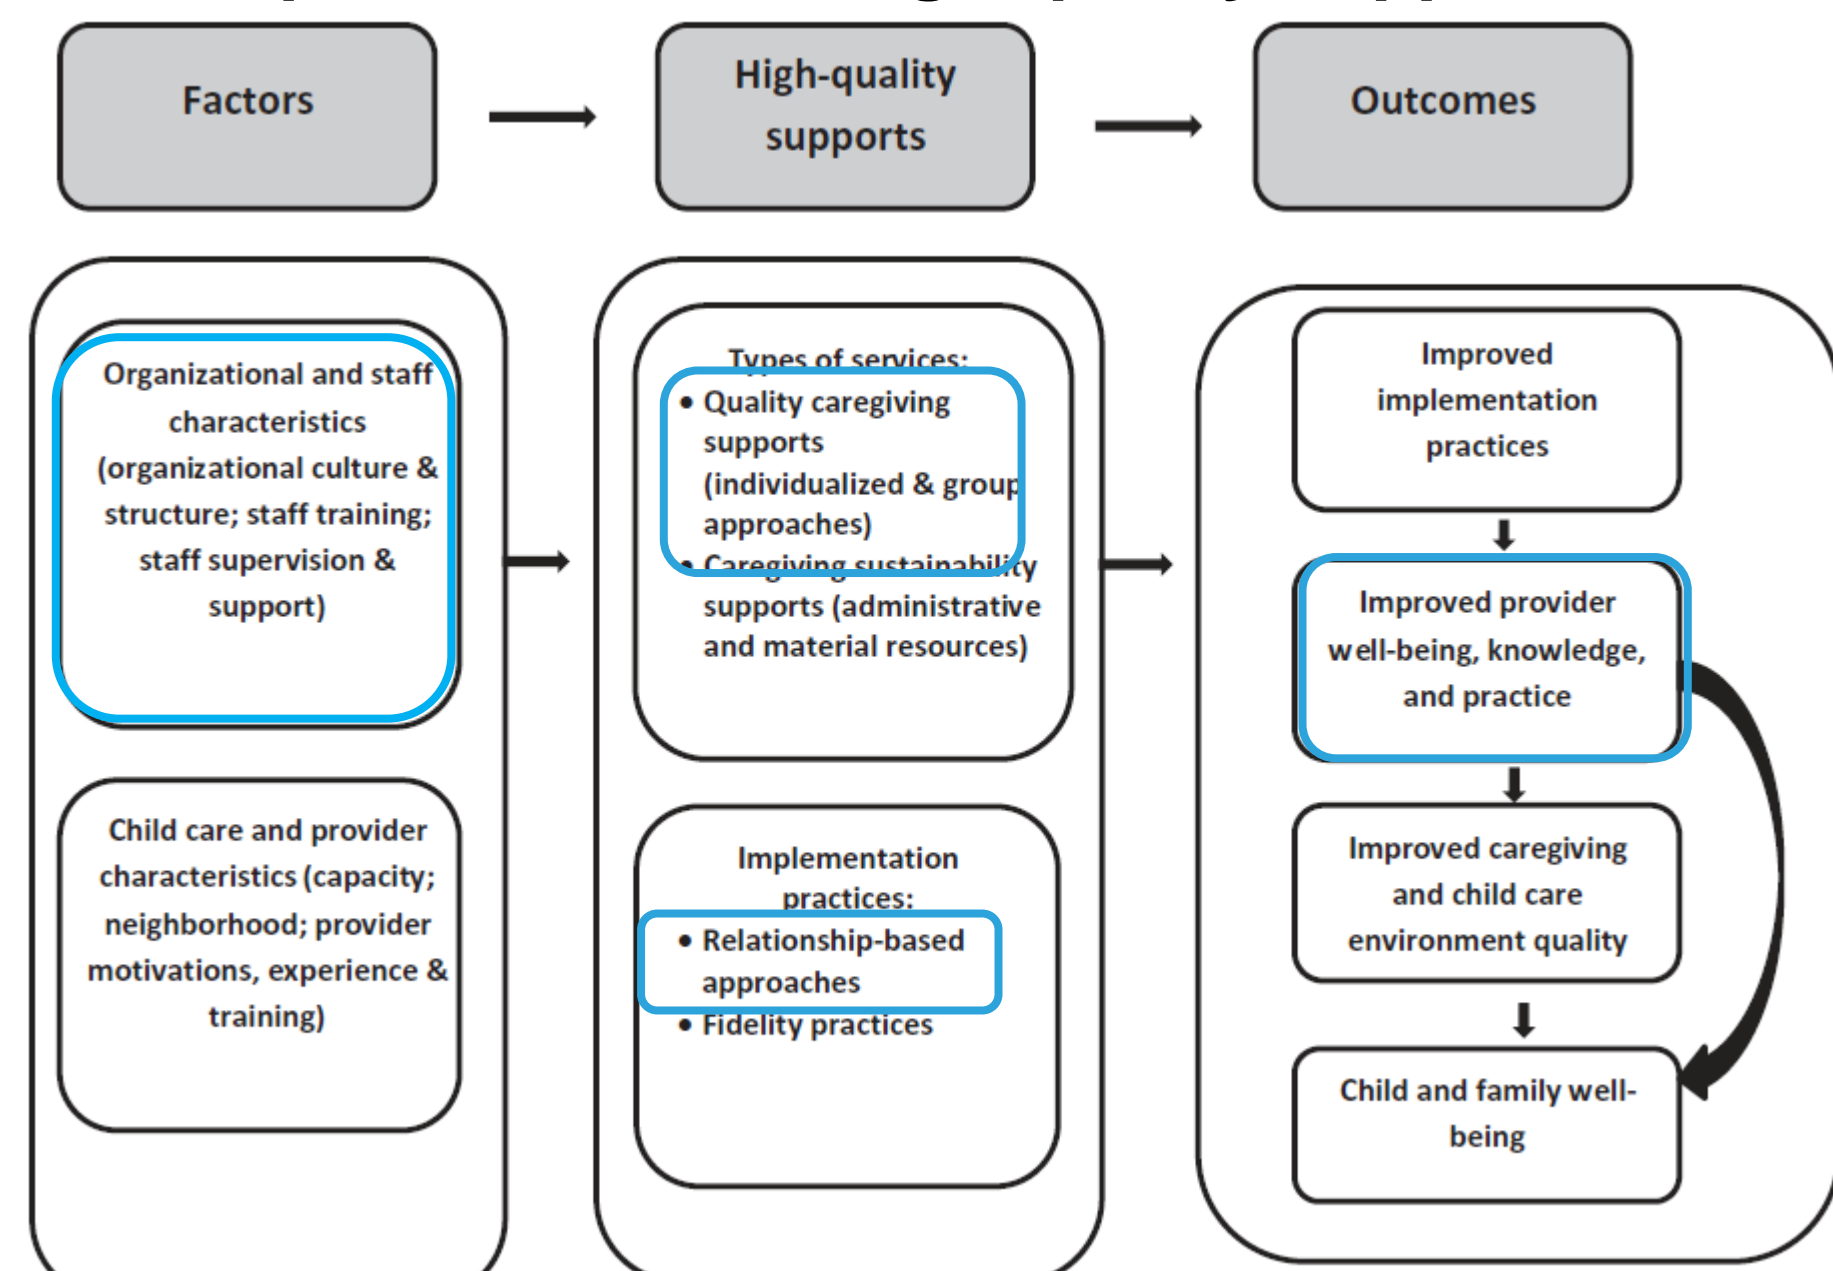 Factors
High-quality
supports
Outcomes
Organizational and staff
characteristics
(organizational culture &
structure; staff training;
staff supervision &
support)
Child care and provider
characteristics (capacity;
neighborhood; provider
motivations, experience &
training)
Types of services:
• Quality caregiving
supports
(individualized & group
approaches)
• Caregiving sustainability
supports (administrative
and material resources)
Implementation
practices:
• Relationship-based
approaches
• Fidelity practices
Improved
implementation
practices
Improved provider
well-being, knowledge,
and practice
Improved caregiving
and child care
environment quality
Child and family well-
being